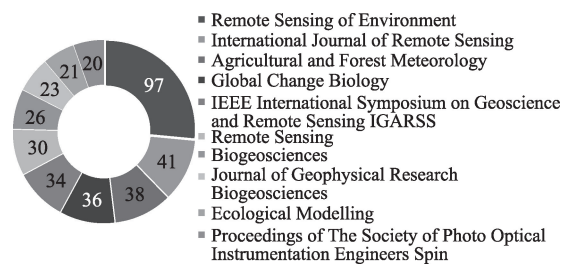 97
41
38
36
34
30
26
23
21
20
Remote Sensing of Environment
International Journal of Remote Sensing
Agricultural and Forest Meteorology
Global Change Biology
IEEE International Symposium on Geoscience
and Remote Sensing IGARSS
Remote Sensing
Biogeosciences
Journal of Geophysical Research
Biogeosciences
Ecological Modelling
Proceedings of The Society of Photo Optical
Instrumentation Engineers Spin